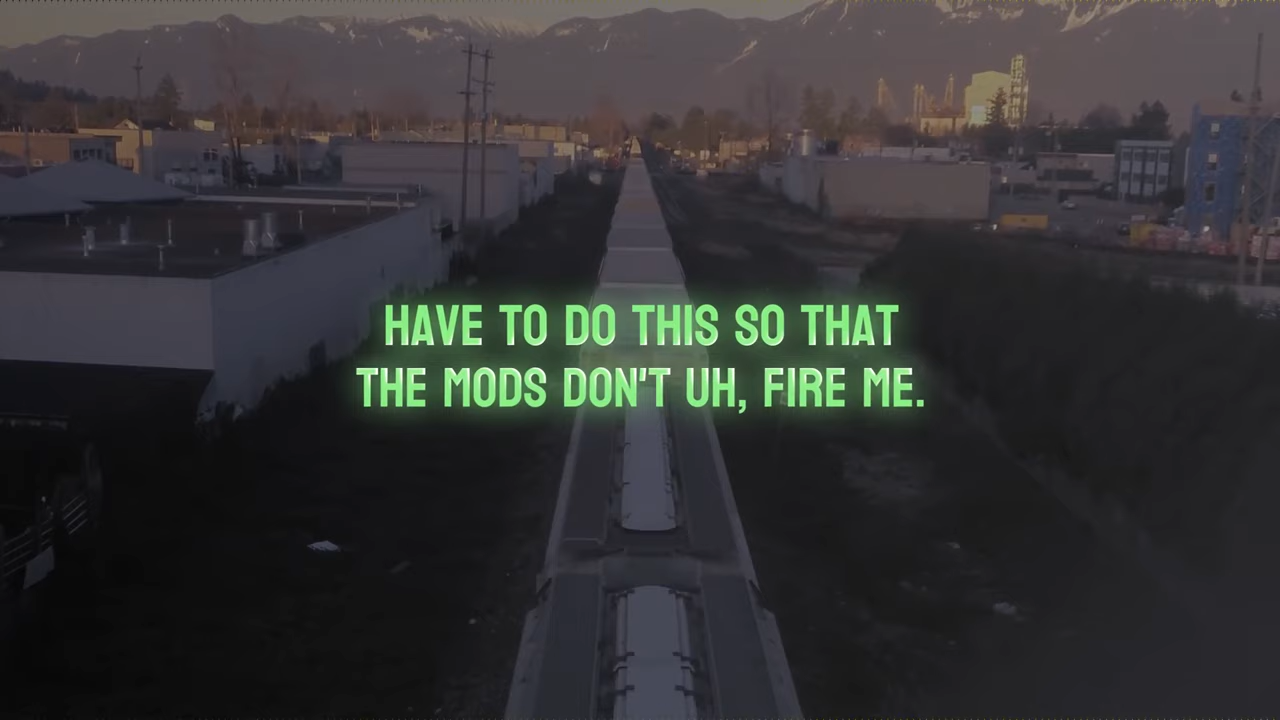 HAVE TO DO THIS SO THAT
THE MODS DON'T UH, FIRE ME.